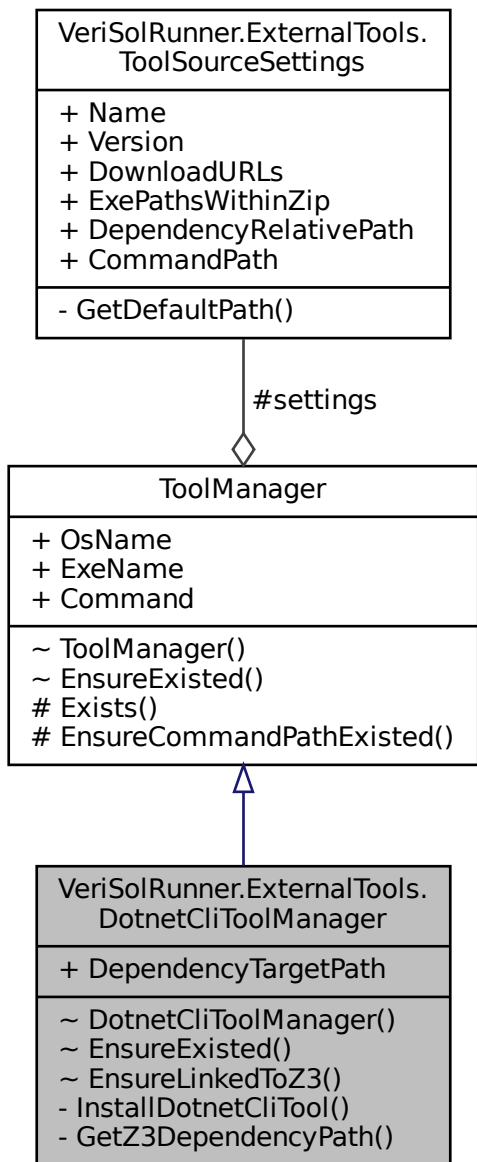 VeriSolRunner.ExternalTools.
ToolSourceSettings
+ Name
+ Version
+ DownloadURLs
+ ExePathsWithinZip
+ DependencyRelativePath
+ CommandPath
- GetDefaultPath()
#settings
ToolManager
+ OsName
+ ExeName
+ Command
~ ToolManager()
~ EnsureExisted()
# Exists()
# EnsureCommandPathExisted()
VeriSolRunner.ExternalTools.
DotnetCliToolManager
+ DependencyTargetPath
~ DotnetCliToolManager()
~ EnsureExisted()
~ EnsureLinkedToZ3()
- InstallDotnetCliTool()
- GetZ3DependencyPath()